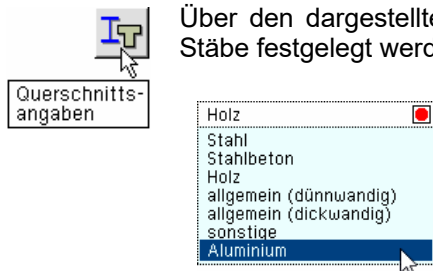 Über den dargestellte
Stäbe festgelegt werd
Querschnitts-
angaben
Holz
Stahl
Stahlbeton
Holz
allgemein (dünnwandig)
allgemein (dickwandig)
sonstige
Aluminium